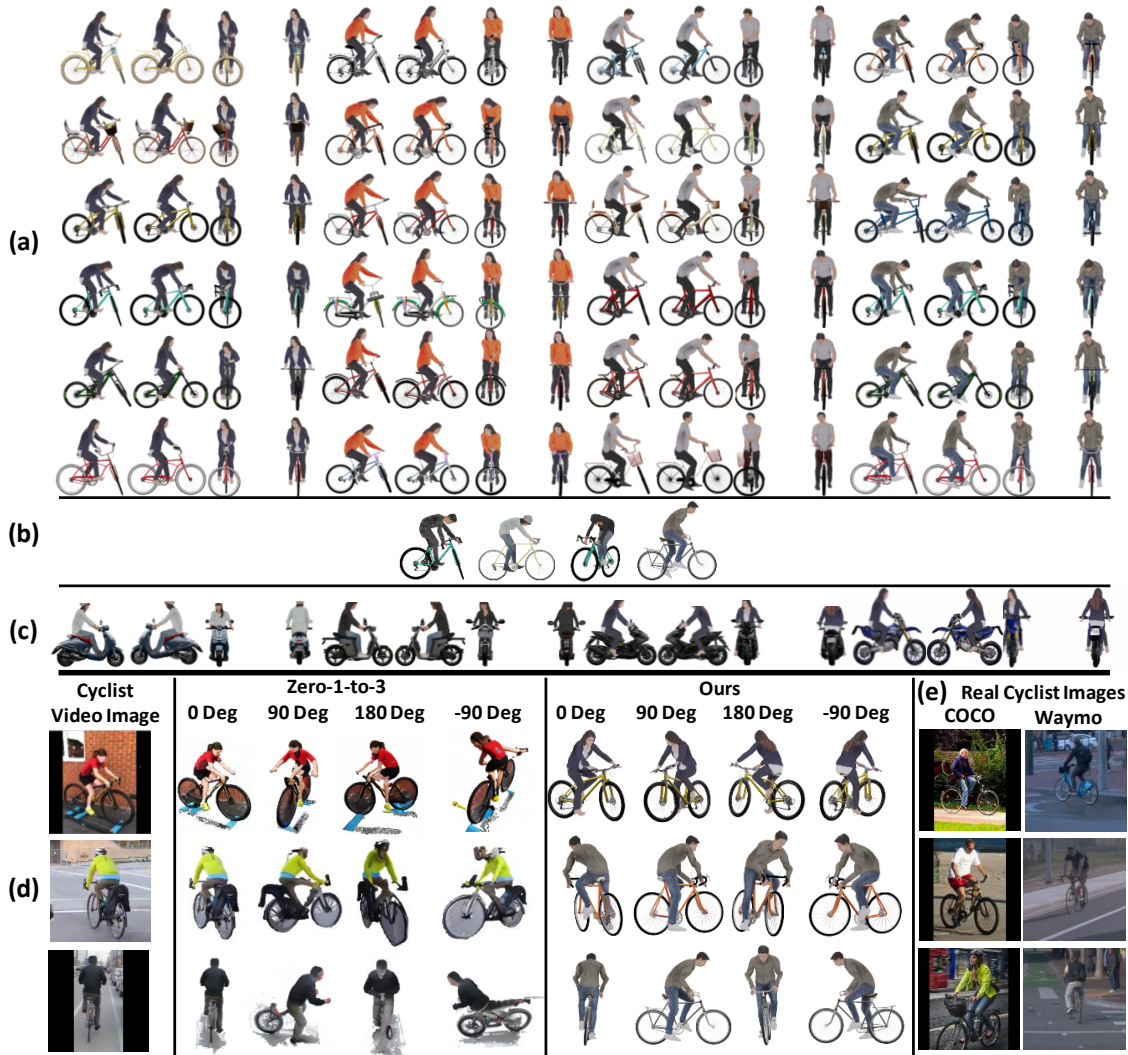 (a)
(b)
(c)
Cyclist
Video Image
Zero-1-to-3
0 Deg 90 Deg 180 Deg -90 Deg
Ours
0 Deg 90 Deg 180 Deg -90 Deg
(e) Real Cyclist Images
COCO Waymo
(d)